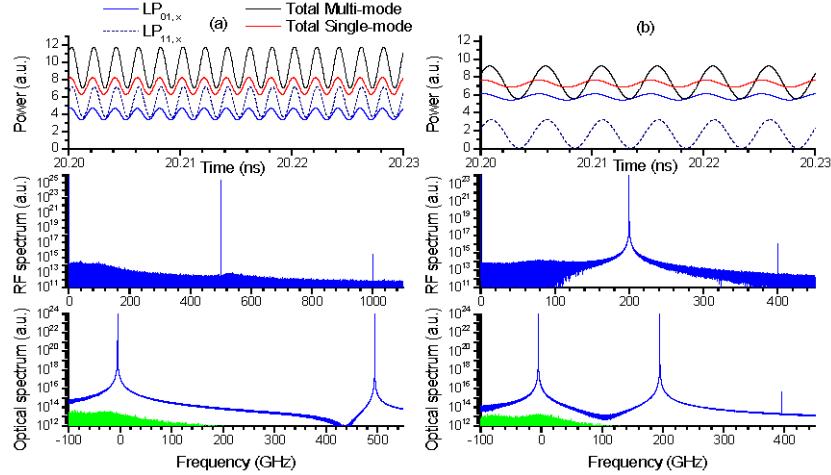 LP01,x Total Multi-mode
LP11,x Total Single-mode
(a) (b)
Power (a.u.)
12
10
8
6
4
2
0
20.20 20.21 20.22 20.23
Time (ns)
Power (a.u.)
12
10
8
6
4
2
0
20.20 20.21 20.22 20.23
Time (ns)
RF spectrum (a.u.)
10^25
10^23
10^21
10^19
10^17
10^15
10^13
10^11
0 200 400 600 800 1000
RF spectrum (a.u.)
10^23
10^21
10^19
10^17
10^15
10^13
10^11
0 100 200 300 400
Optical spectrum (a.u.)
10^24
10^22
10^20
10^18
10^16
10^14
10^12
-100 0 100 200 300 400 500
Frequency (GHz)
Optical spectrum (a.u.)
10^24
10^22
10^20
10^18
10^16
10^14
10^12
-100 0 100 200 300 400
Frequency (GHz)